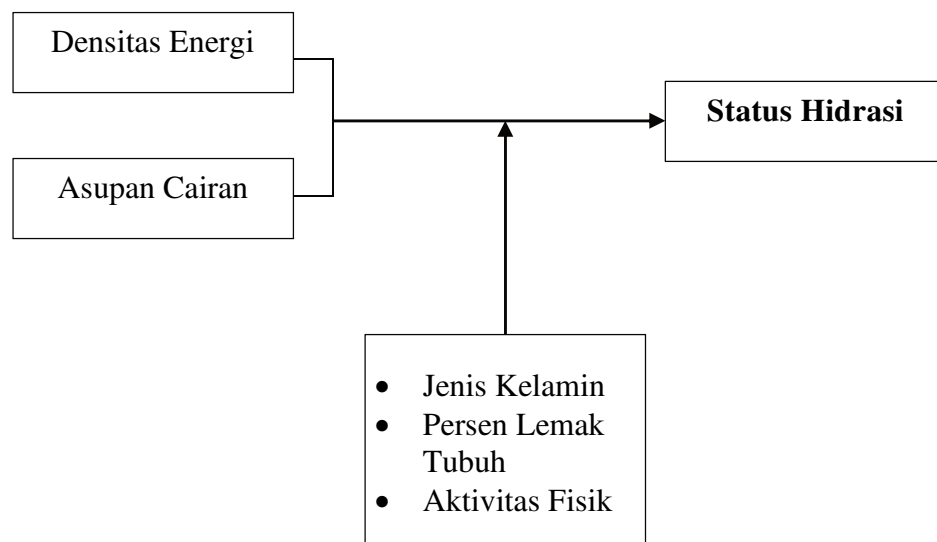 Densitas Energi
Status Hidrasi
Asupan Cairan
• Jenis Kelamin
• Persen Lemak
Tubuh
• Aktivitas Fisik